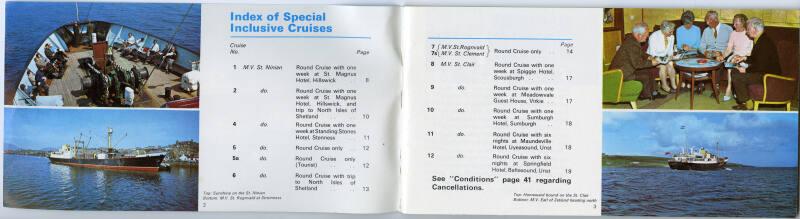 Index of Special
Inclusive Cruises
Cruise
No. Page
1 M.V. St. Ninian Round Cruise with one
week at St. Magnus
Hotel, Hillswick 8
2 do. Round Cruise with one
week at St. Magnus
Hotel, Hillswick, and
trip to North Isles of
Shetland 10
4 do. Round Cruise with one
week at Standing Stones
Hotel, Stenness 11
5 do. Round Cruise only .. 12
5a do. Round Cruise only
(Tourist) 12
6 do. Round Cruise with trip
to North Isles of
Shetland .. 13
Top: Sundeck on the St. Ninian
Bottom: M.V. St. Rognvald at Stromness
2
Page
7 { M.V. St. Rognvald
7a { M.V. St. Clement } Round Cruise only .. 14
8 M.V. St. Clair Round Cruise with one
week at Spiggie Hotel,
Scousburgh .. 17
9 do. Round Cruise with one
week at Meadowvale
Guest House, Virkie .. 17
10 do. Round Cruise with one
week at Sumburgh
Hotel, Sumburgh .. 18
11 do. Round Cruise with six
nights at Maundeville
Hotel, Uyeasound, Unst 18
12 do. Round Cruise with six
nights at Springfield
Hotel, Baltasound, Unst 18
See "Conditions" page 41 regarding
Cancellations.
Top: Homeward bound on the St. Clair
Bottom: M.V. Earl of Zetland heading north
3